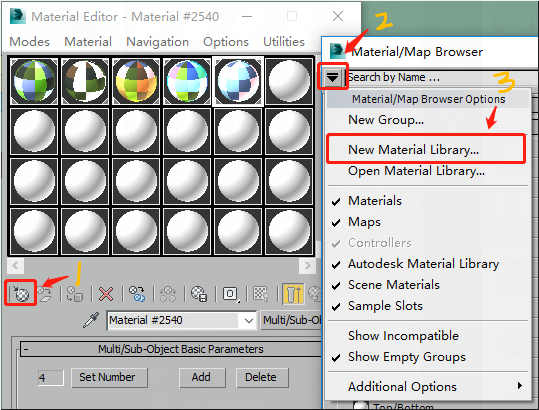 Material Editor - Material #2540
Modes Material Navigation Options Utilities
1
Material #2540 Multi/Sub-Ob
Multi/Sub-Object Basic Parameters
4 Set Number Add Delete
2
Material/Map Browser
Search by Name ...
3
Material/Map Browser Options
New Group...
New Material Library...
Open Material Library...
Materials
Maps
Controllers
Autodesk Material Library
Scene Materials
Sample Slots
Show Incompatible
Show Empty Groups
Additional Options
Top/Bottom